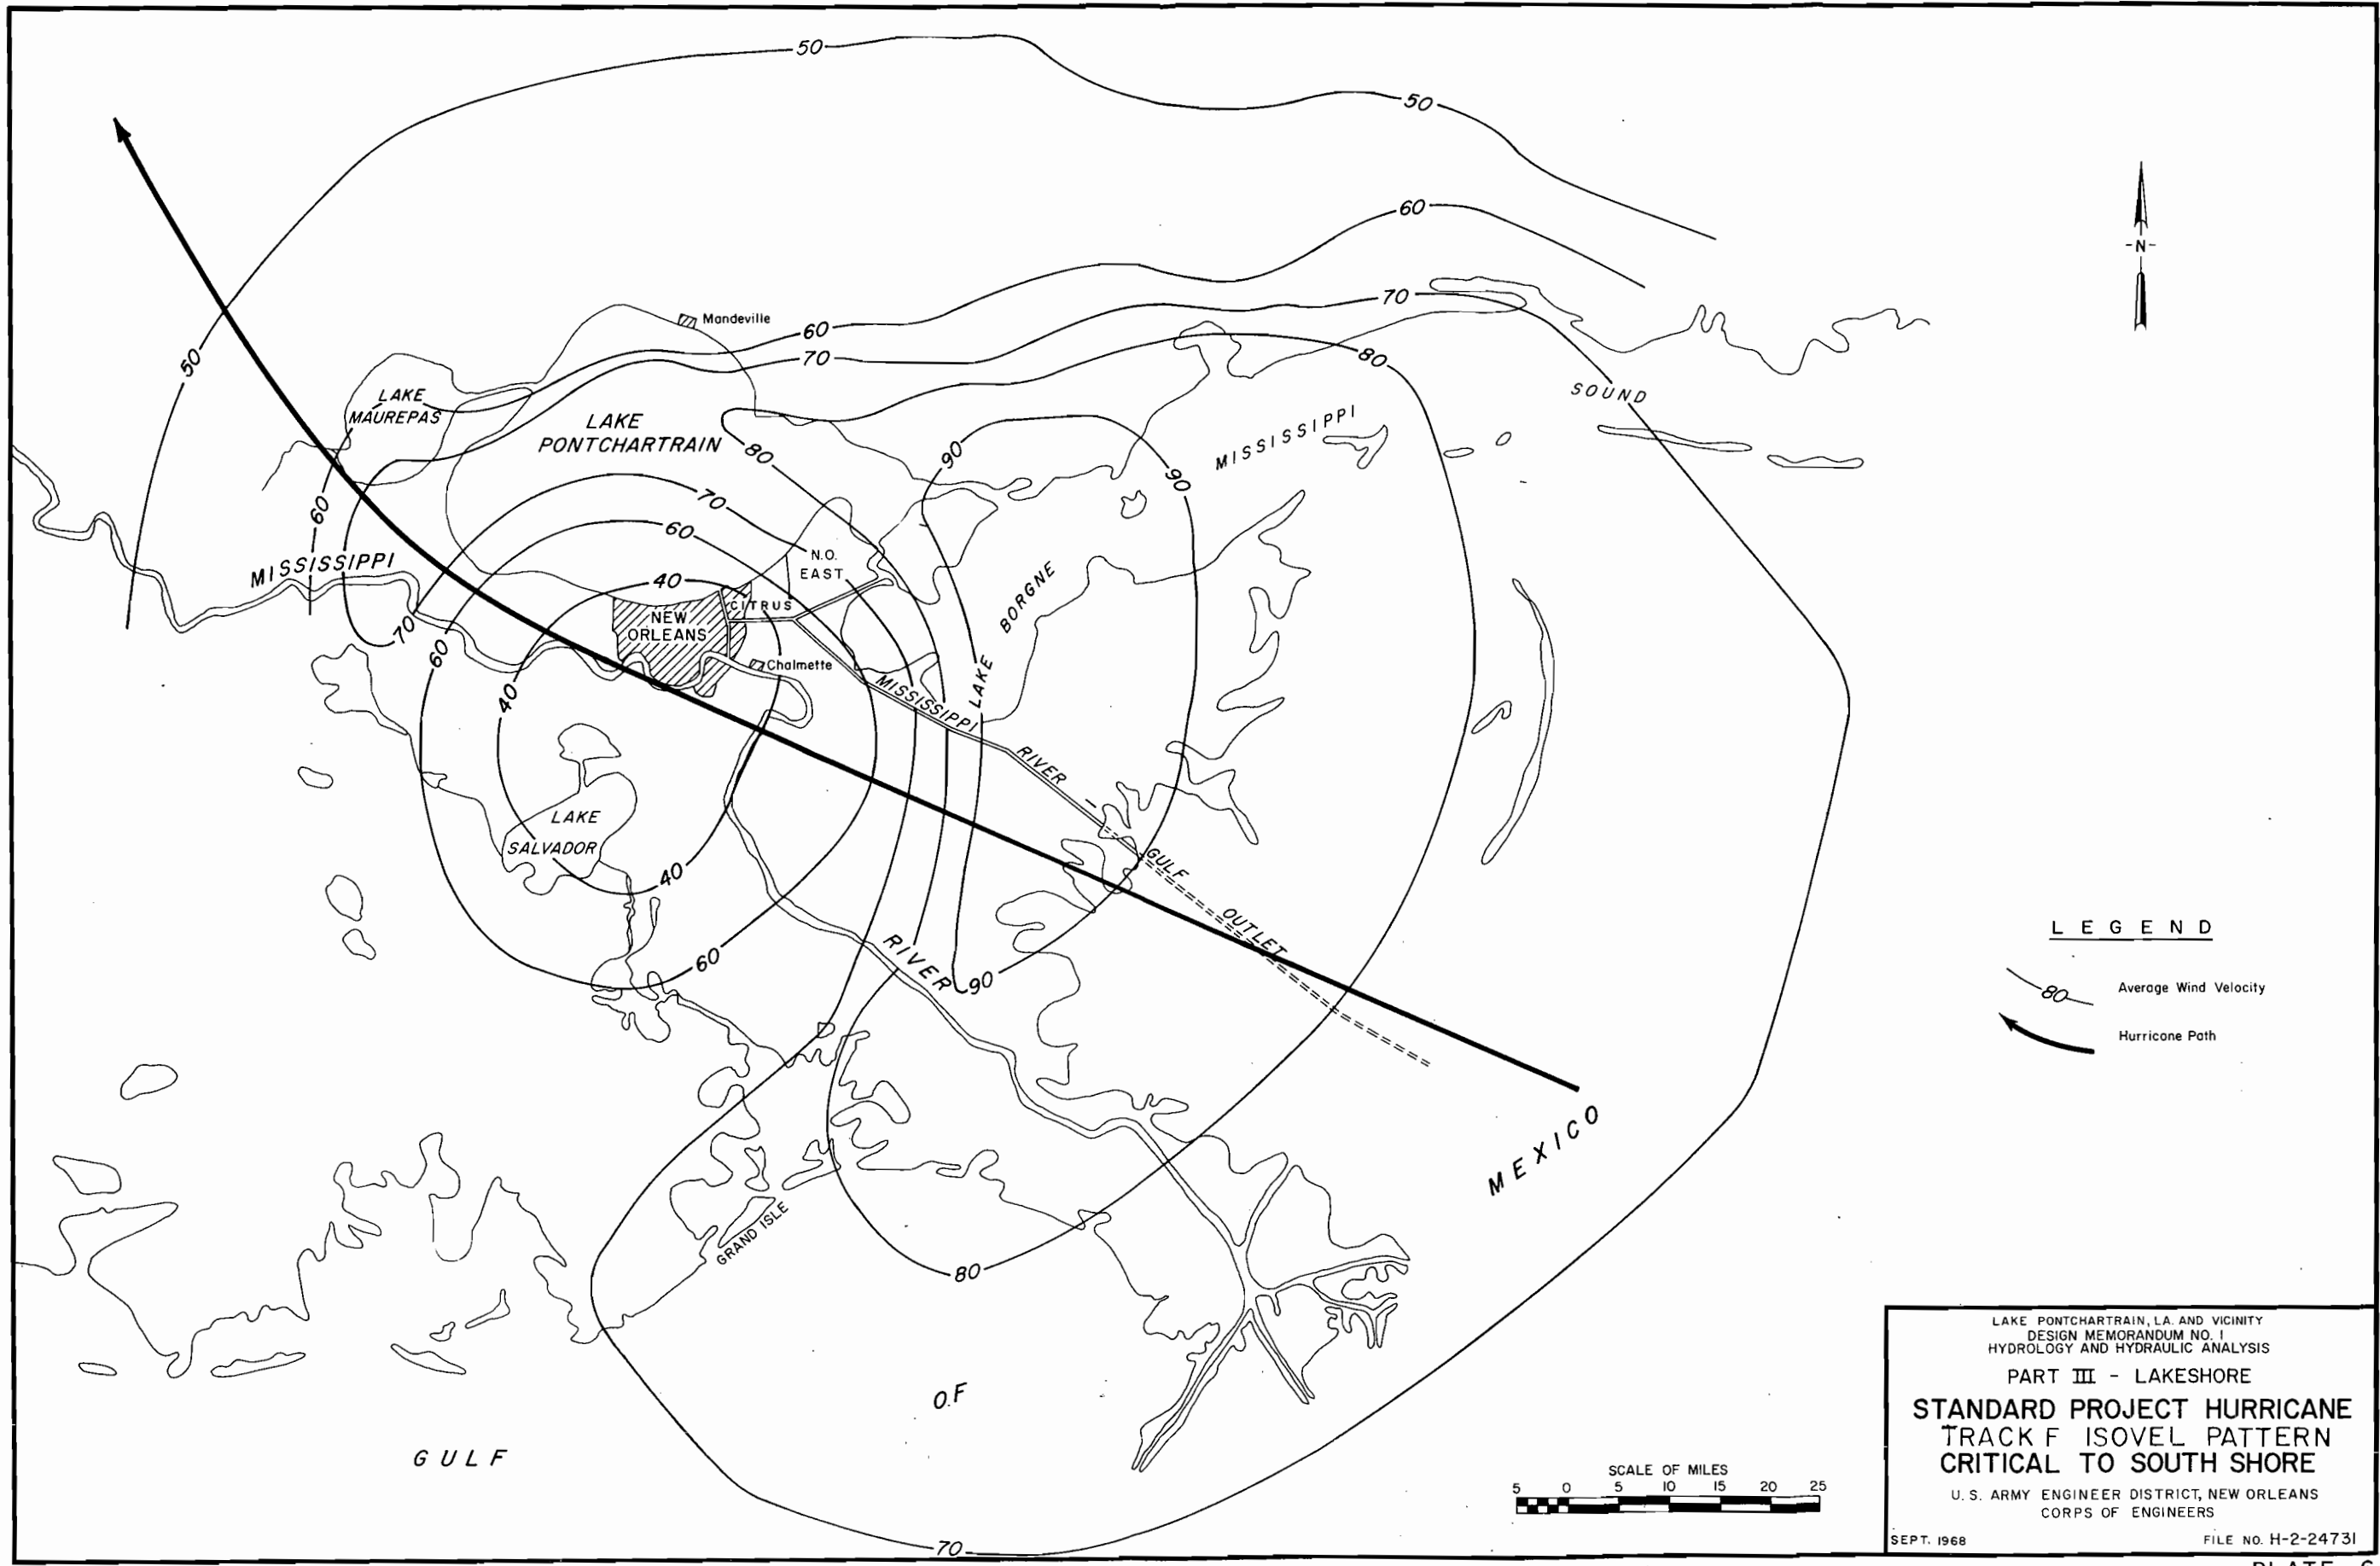 50
50
60
-N-
70
Mandeville
60
70
80
50
LAKE
MAUREPAS
SOUND
LAKE
PONTCHARTRAIN
MISSISSIPPI
80
90
90
70
60
60
N.O.
EAST
MISSISSIPPI
40
CITRUS
BORGNE
NEW
ORLEANS
70
60
Chalmette
LAKE
40
MISSISSIPPI
RIVER
LAKE
SALVADOR
GULF
40
OUTLET
LEGEND
60
RIVER
90
80
Average Wind Velocity
Hurricane Path
MEXICO
GRAND ISLE
80
OF
GULF
70
SCALE OF MILES
5 0 5 10 15 20 25
LAKE PONTCHARTRAIN, LA. AND VICINITY
DESIGN MEMORANDUM NO. 1
HYDROLOGY AND HYDRAULIC ANALYSIS
PART III - LAKESHORE
STANDARD PROJECT HURRICANE
TRACK F ISOVEL PATTERN
CRITICAL TO SOUTH SHORE
U. S. ARMY ENGINEER DISTRICT, NEW ORLEANS
CORPS OF ENGINEERS
SEPT. 1968
FILE NO. H-2-24731